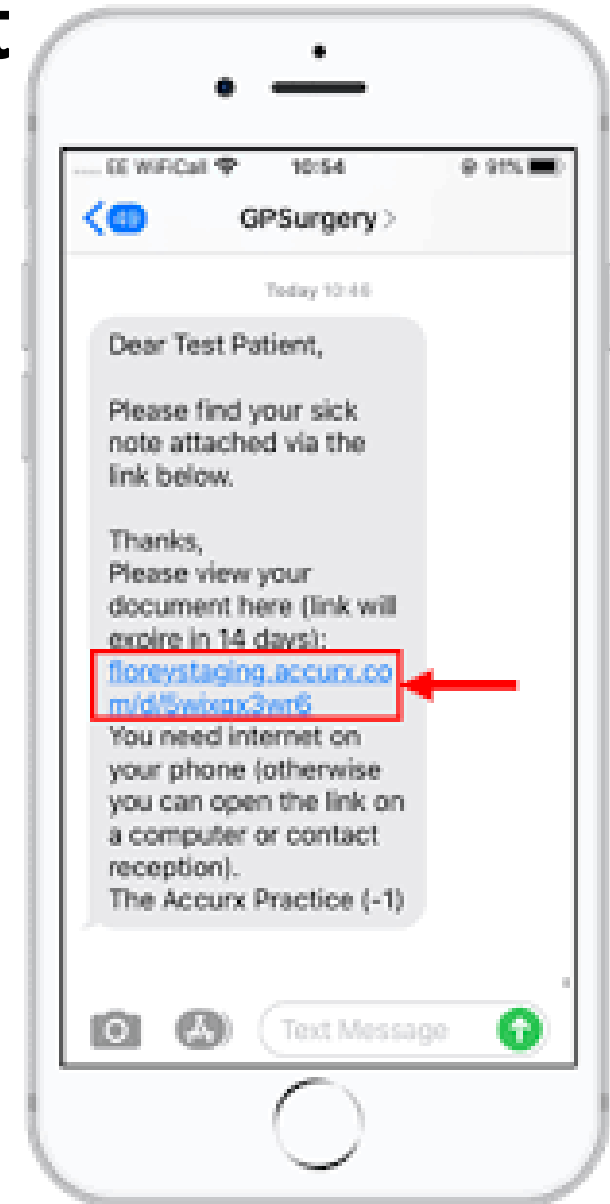 t
.... EE WiFiCall 10:54 91%
49 GPSurgery >
Today 10:46
Dear Test Patient,
Please find your sick
note attached via the
link below.
Thanks,
Please view your
document here (link will
expire in 14 days):
floreystaging.accurx.co
You need internet on
your phone (otherwise
you can open the link on
a computer or contact
reception).
The Accurx Practice (-1)
Text Message